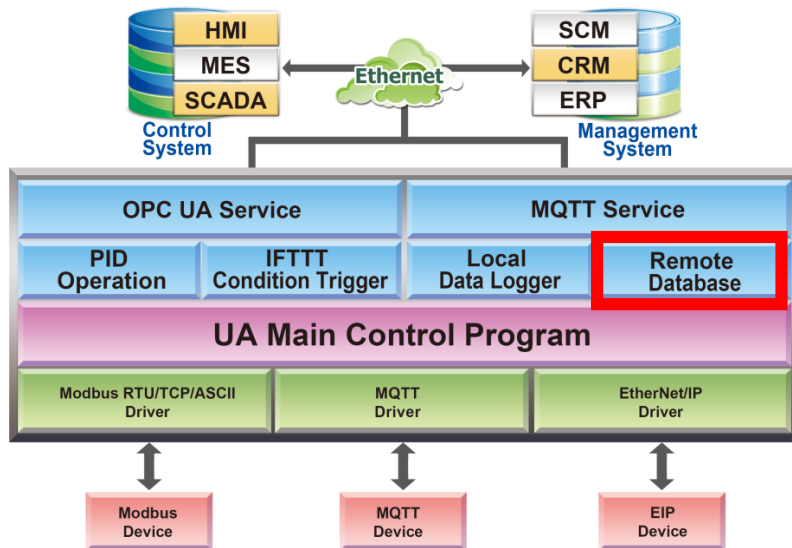 HMI
MES
SCADA
Control
System
Ethernet
SCM
CRM
ERP
Management
System
OPC UA Service
MQTT Service
PID
Operation
IFTTT
Condition Trigger
Local
Data Logger
Remote
Database
UA Main Control Program
Modbus RTU/TCP/ASCII
Driver
MQTT
Driver
EtherNet/IP
Driver
Modbus
Device
MQTT
Device
EIP
Device